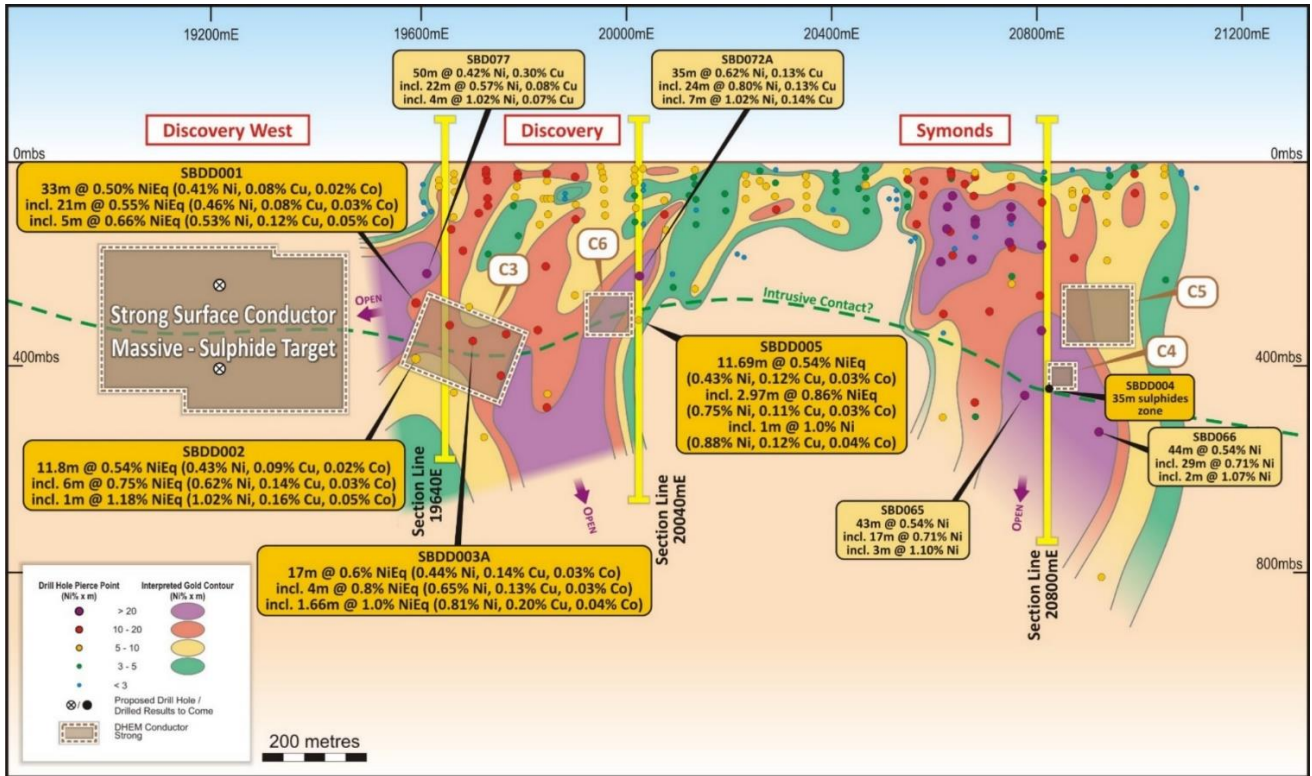 19200mE
19600mE
20000mE
20400mE
20800mE
21200mE
SBD077
50m @ 0.42% Ni, 0.30% Cu
incl. 22m @ 0.57% Ni, 0.08% Cu
incl. 4m @ 1.02% Ni, 0.07% Cu
SBD072A
35m @ 0.62% Ni, 0.13% Cu
incl. 24m @ 0.80% Ni, 0.13% Cu
incl. 7m @ 1.02% Ni, 0.14% Cu
Discovery West
Discovery
Symonds
0mbs
0mbs
SBDD001
33m @ 0.50% NiEq (0.41% Ni, 0.08% Cu, 0.02% Co)
incl. 21m @ 0.55% NiEq (0.46% Ni, 0.08% Cu, 0.03% Co)
incl. 5m @ 0.66% NiEq (0.53% Ni, 0.12% Cu, 0.05% Co)
C3
C6
OPEN
Strong Surface Conductor
Massive - Sulphide Target
Intrusive Contact?
C5
C4
400mbs
400mbs
SBDD005
11.69m @ 0.54% NiEq
(0.43% Ni, 0.12% Cu, 0.03% Co)
incl. 2.97m @ 0.86% NiEq
(0.75% Ni, 0.11% Cu, 0.03% Co)
incl. 1m @ 1.0% Ni
(0.88% Ni, 0.12% Cu, 0.04% Co)
SBDD004
35m sulphides
zone
SBD066
44m @ 0.54% Ni
incl. 29m @ 0.71% Ni
incl. 2m @ 1.07% Ni
SBDD002
11.8m @ 0.54% NiEq (0.43% Ni, 0.09% Cu, 0.02% Co)
incl. 6m @ 0.75% NiEq (0.62% Ni, 0.14% Cu, 0.03% Co)
incl. 1m @ 1.18% NiEq (1.02% Ni, 0.16% Cu, 0.05% Co)
Section Line
19640E
OPEN
Section Line
20040mE
SBD065
43m @ 0.54% Ni
incl. 17m @ 0.71% Ni
incl. 3m @ 1.10% Ni
OPEN
Section Line
20800mE
SBDD003A
17m @ 0.6% NiEq (0.44% Ni, 0.14% Cu, 0.03% Co)
incl. 4m @ 0.8% NiEq (0.65% Ni, 0.13% Cu, 0.03% Co)
incl. 1.66m @ 1.0% NiEq (0.81% Ni, 0.20% Cu, 0.04% Co)
800mbs
800mbs
Drill Hole Pierce Point
(Ni% x m)
Interpreted Gold Contour
(Ni% x m)
> 20
10 - 20
5 - 10
3 - 5
< 3
/
Proposed Drill Hole /
Drilled Results to Come
DHEM Conductor
Strong
200 metres